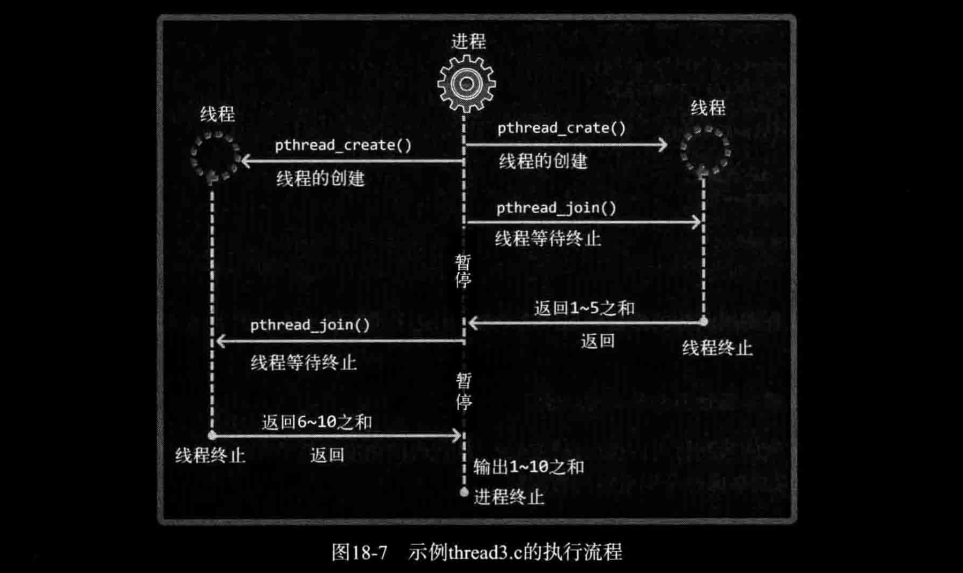 进程
线程
线程
pthread_crate()
pthread_create()
线程的创建
线程的创建
pthread_join()
线程等待终止
暂停
返回1~5之和
pthread_join()
返回
线程终止
线程等待终止
暂停
返回6~10之和
线程终止
返回
输出1~10之和
进程终止
图18-7 示例thread3.c的执行流程